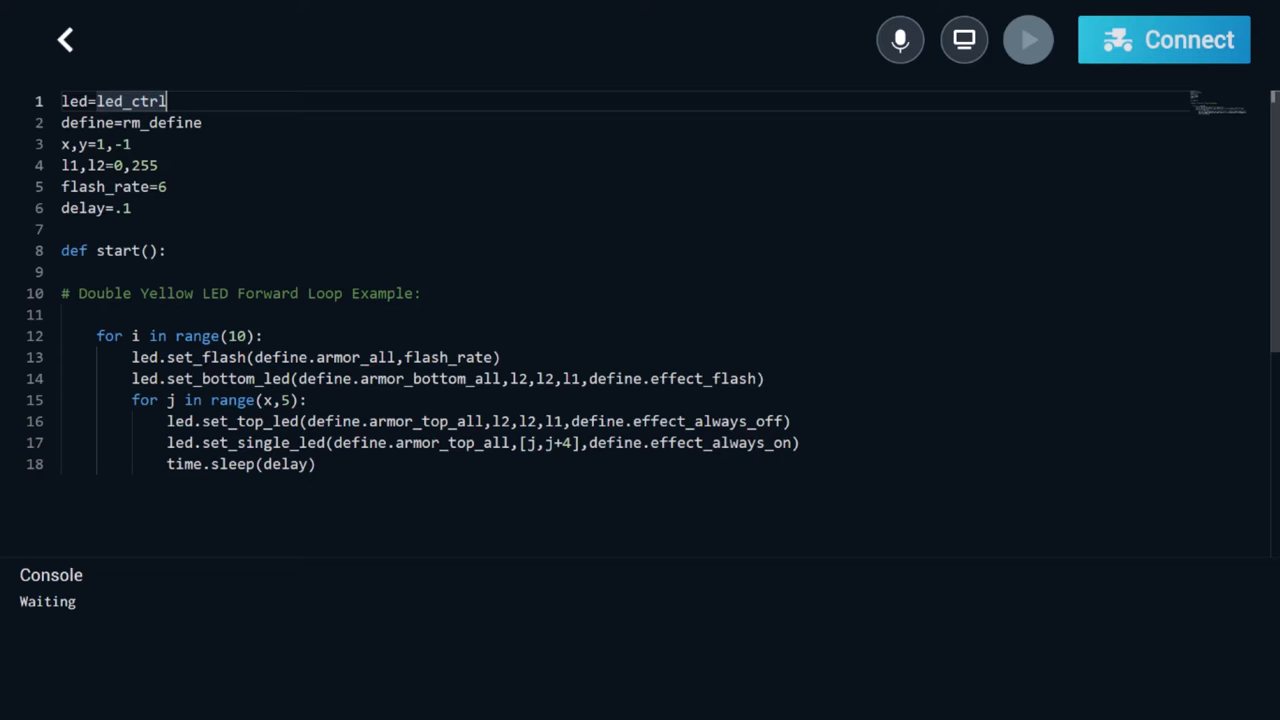 Connect
1 led=led_ctrl
2 define=rm_define
3 x,y=1,-1
4 l1,l2=0,255
5 flash_rate=6
6 delay=.1
7
8 def start():
9
10 # Double Yellow LED Forward Loop Example:
11
12 for i in range(10):
13 led.set_flash(define.armor_all,flash_rate)
14 led.set_bottom_led(define.armor_bottom_all,l2,l2,l1,define.effect_flash)
15 for j in range(x,5):
16 led.set_top_led(define.armor_top_all,l2,l2,l1,define.effect_always_off)
17 led.set_single_led(define.armor_top_all,[j,j+4],define.effect_always_on)
18 time.sleep(delay)
Console
Waiting